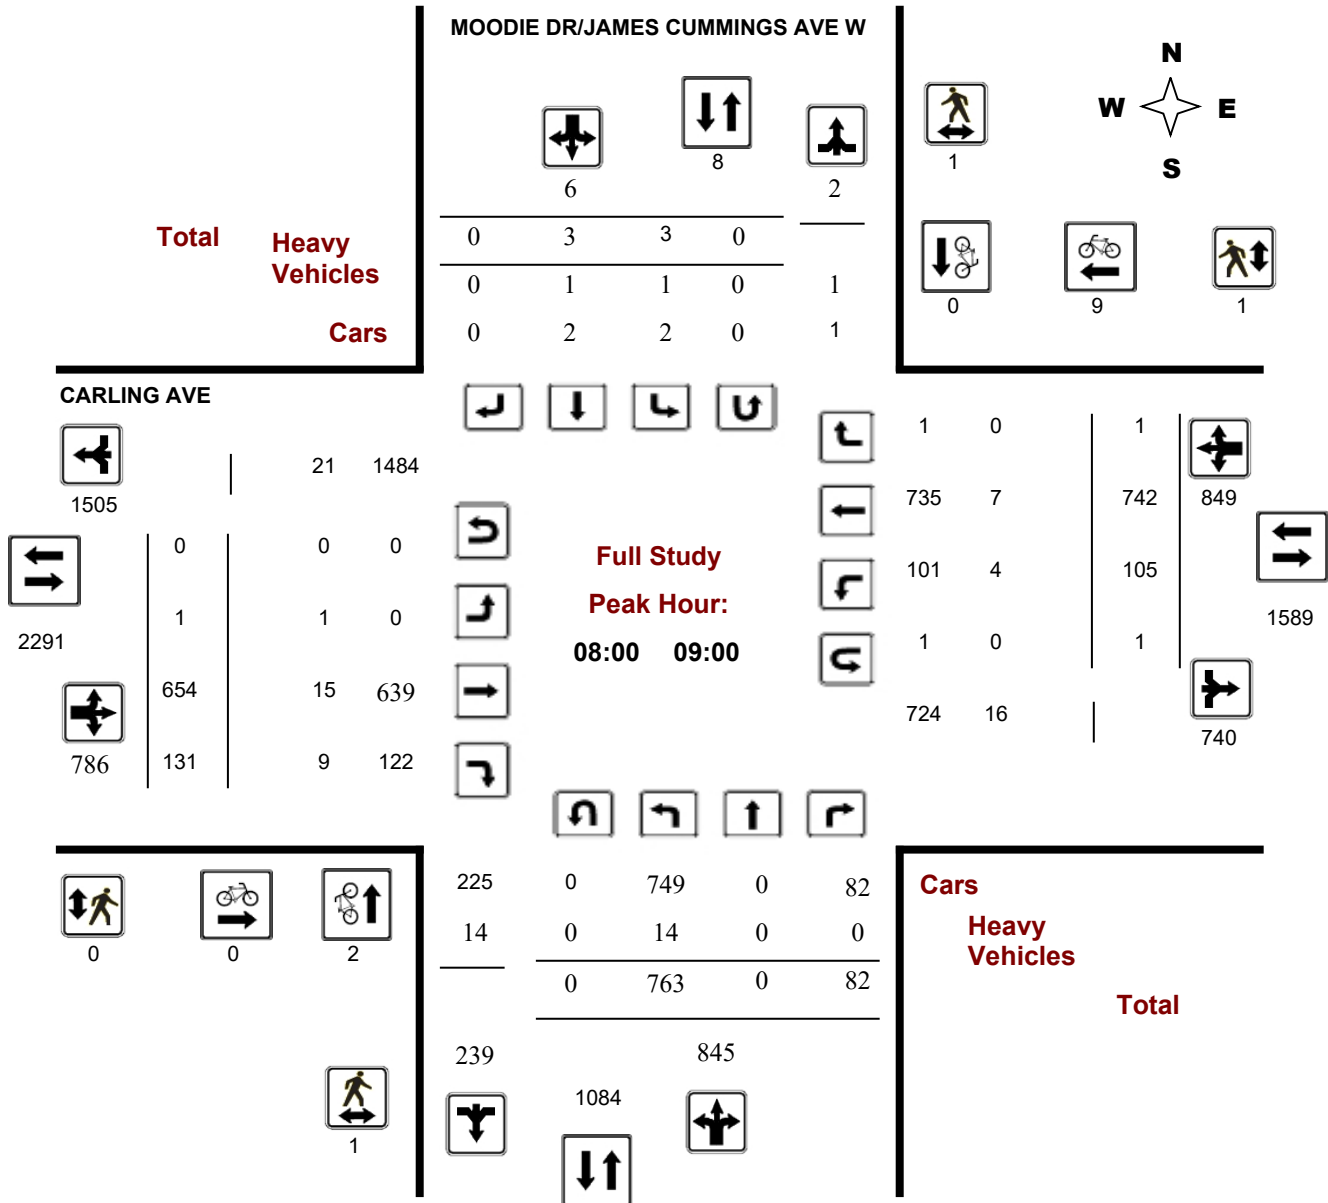 MOODIE DR/JAMES CUMMINGS AVE W
N
W E
S
8
1
6 2
Total Heavy Vehicles
0 3 3 0
0 1 1 0 1
Cars 0 2 2 0 1
0 9 1
CARLING AVE
1 0 1
21 1484
1505 735 7 742 849
0 0 0
Full Study
101 4 105
Peak Hour:
1 1 0
1589
2291
08:00 09:00
1 0 1
654 15 639
724 16
740
786 131 9 122
225 0 749 0 82
Cars
14 0 14 0 0
Heavy
Vehicles
0 0 2
0 763 0 82
Total
239 845
1084
1